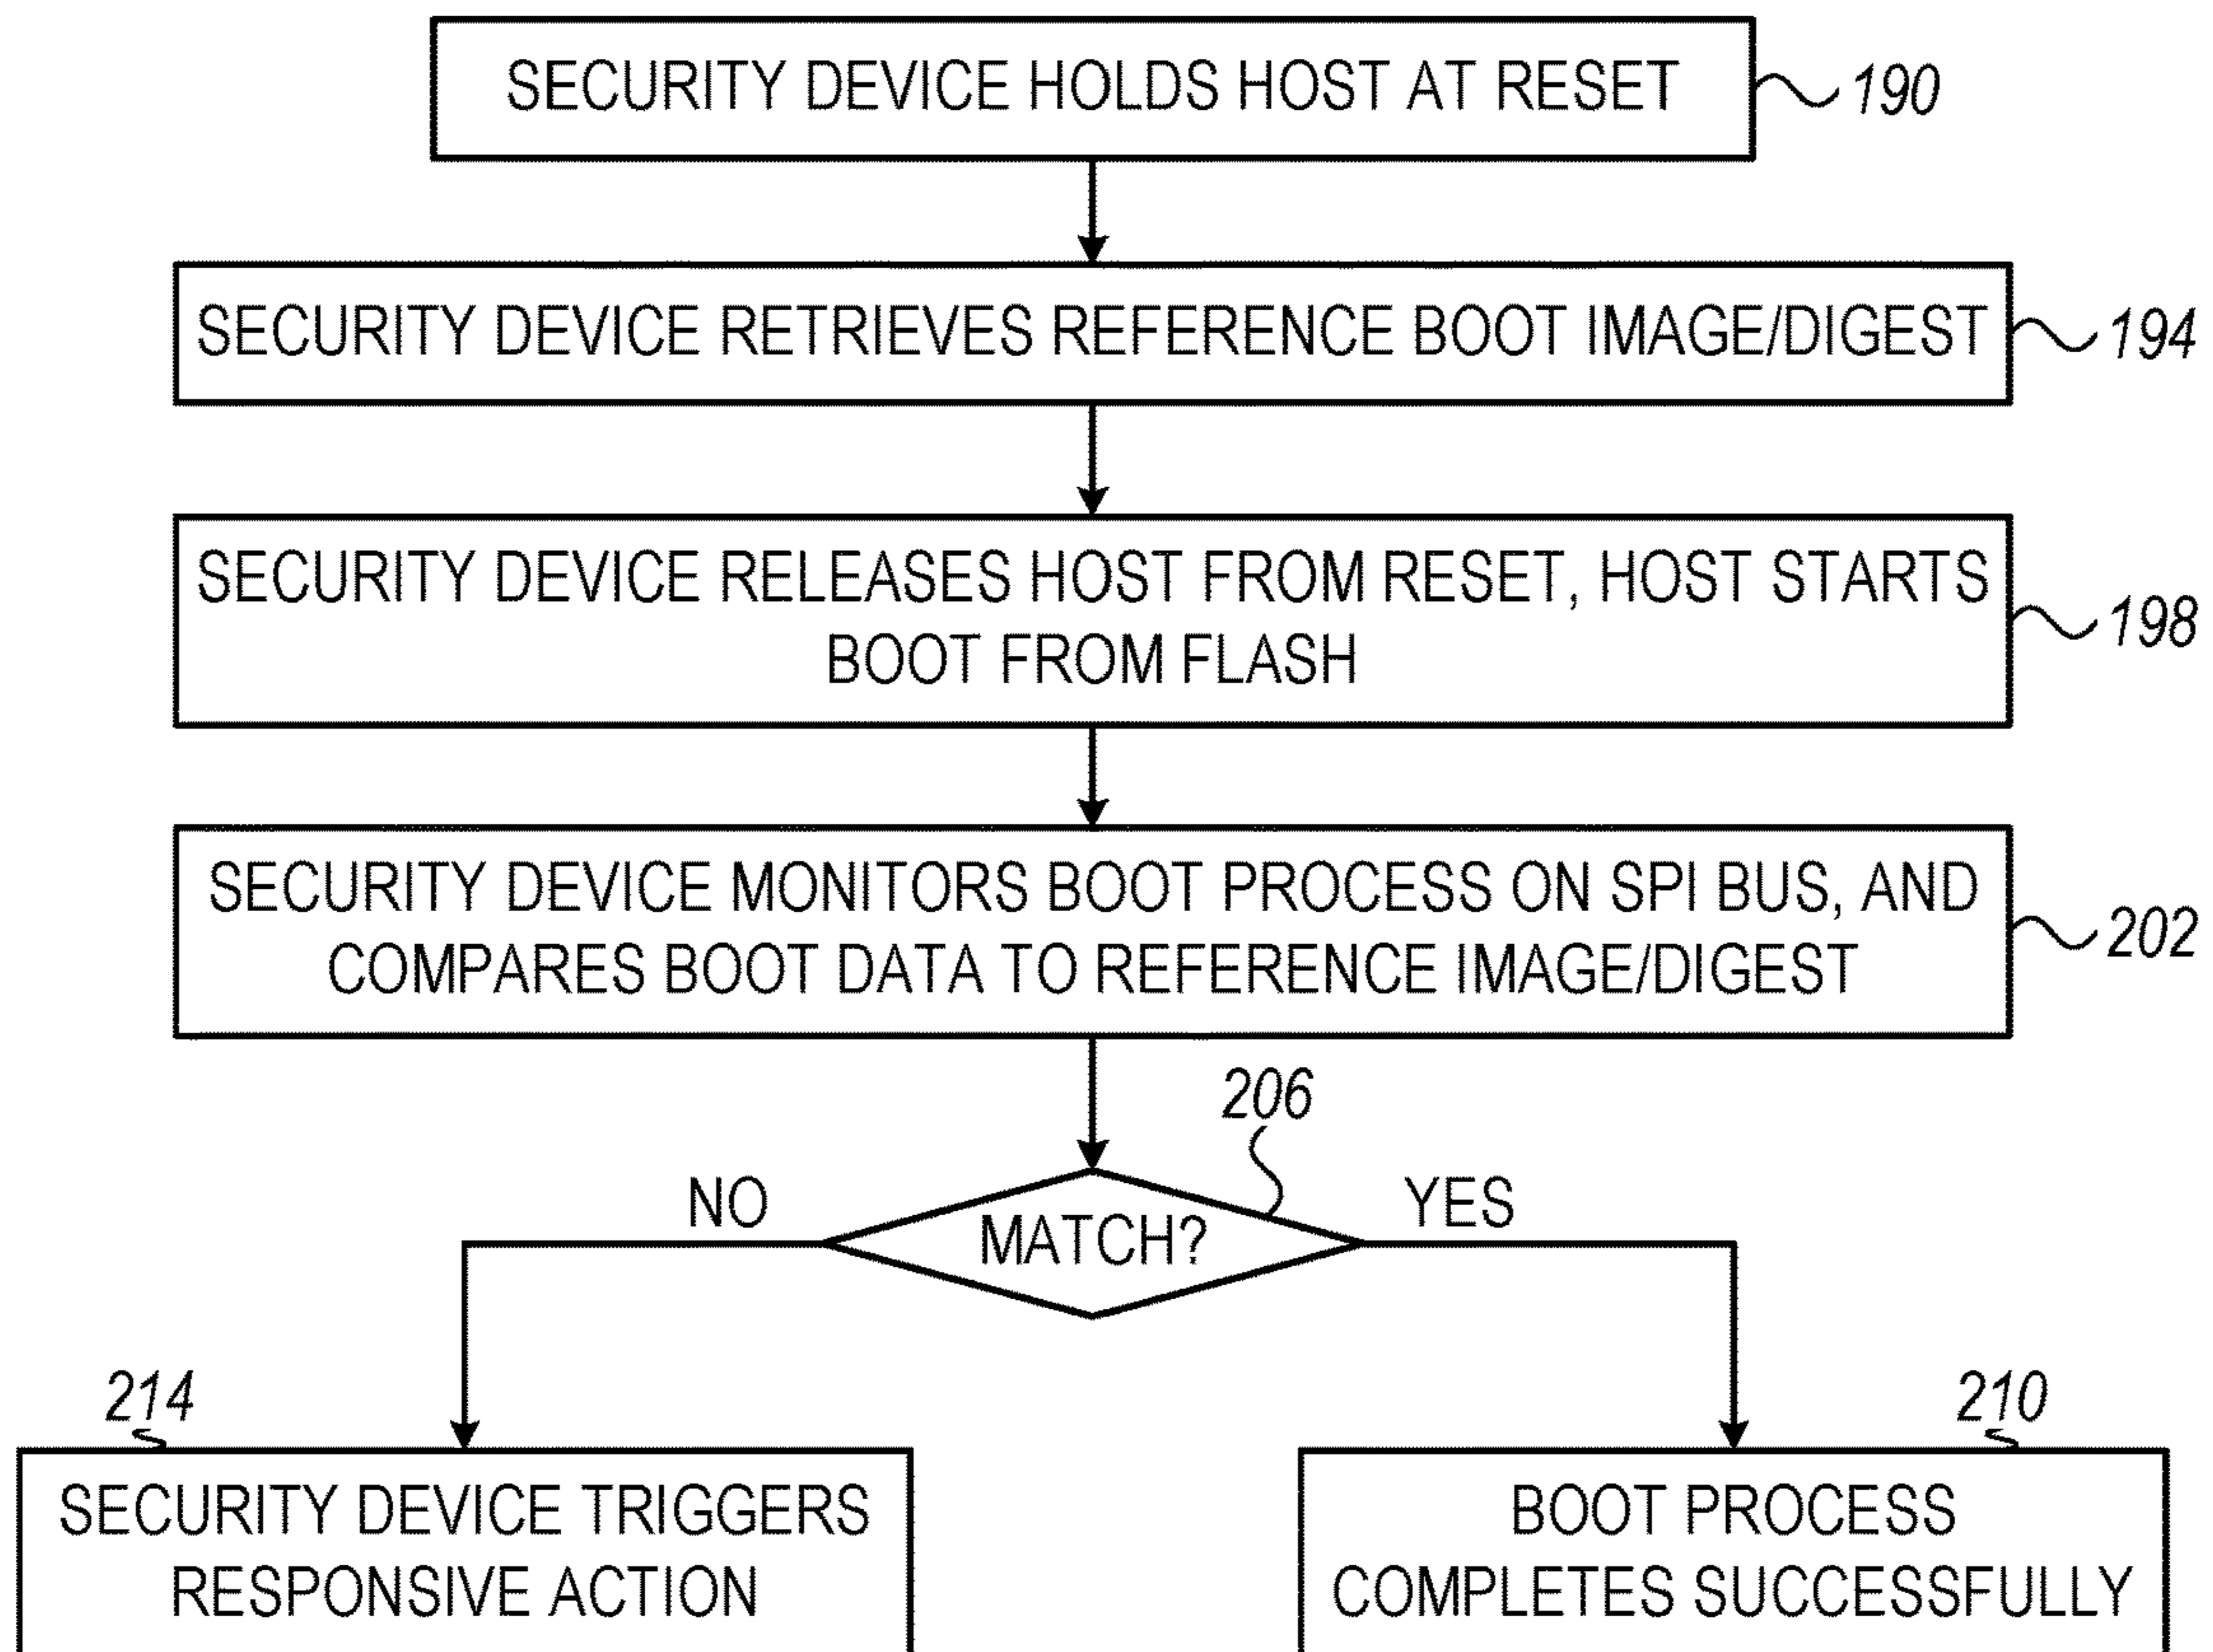 SECURITY DEVICE HOLDS HOST AT RESET
190
SECURITY DEVICE RETRIEVES REFERENCE BOOT IMAGE/DIGEST
194
SECURITY DEVICE RELEASES HOST FROM RESET, HOST STARTS
BOOT FROM FLASH
198
SECURITY DEVICE MONITORS BOOT PROCESS ON SPI BUS, AND
COMPARES BOOT DATA TO REFERENCE IMAGE/DIGEST
202
206
NO
MATCH?
YES
214
SECURITY DEVICE TRIGGERS
RESPONSIVE ACTION
210
BOOT PROCESS
COMPLETES SUCCESSFULLY